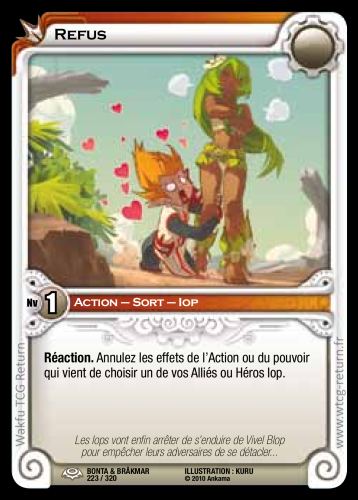 Refus
Nv 1
Action – Sort – Iop
Réaction. Annulez les effets de l'Action ou du pouvoir
qui vient de choisir un de vos Alliés ou Héros Iop.
Les Iops vont enfin arrêter de s'enduire de Vivel Blop
pour empêcher leurs adversaires de se détacher...
BONTA & BRÂKMAR
223 / 320
ILLUSTRATION : KURU
© 2010 Ankama
Wakfu TCG Return
www.wtcg-return.fr